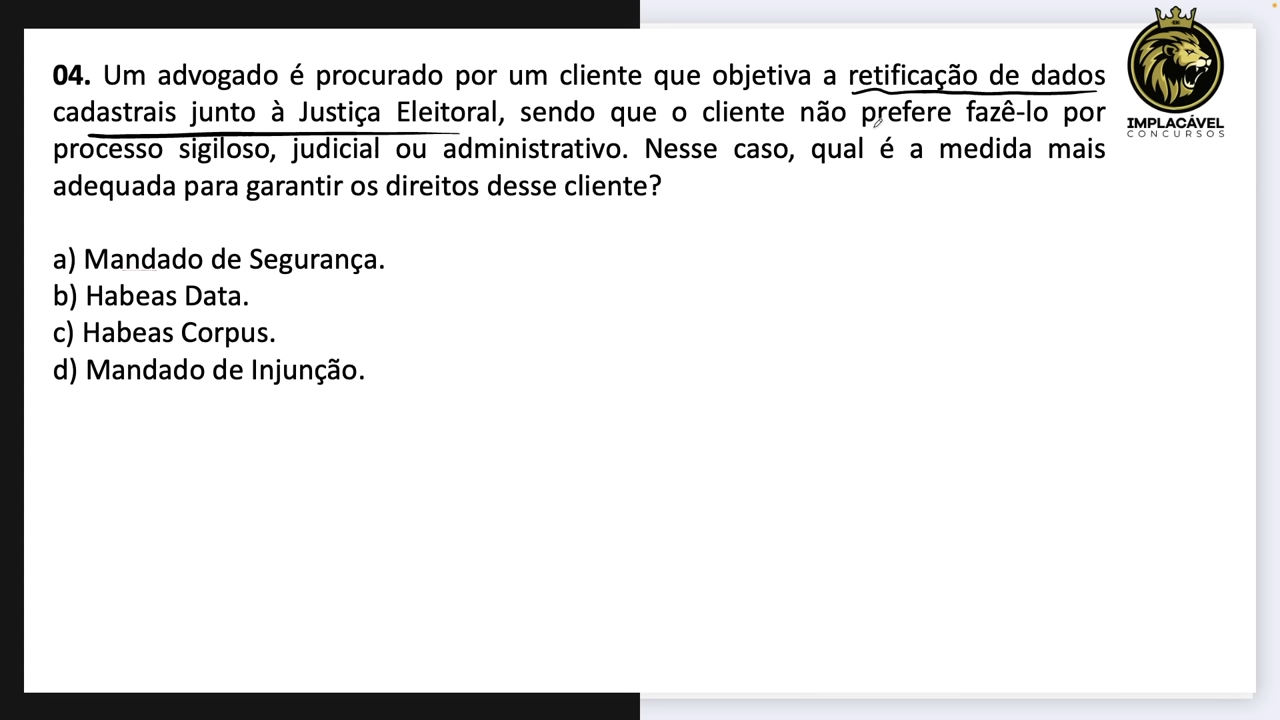 04. Um advogado é procurado por um cliente que objetiva a retificação de dados
cadastrais junto à Justiça Eleitoral, sendo que o cliente não prefere fazê-lo por
processo sigiloso, judicial ou administrativo. Nesse caso, qual é a medida mais
adequada para garantir os direitos desse cliente?
a) Mandado de Segurança.
b) Habeas Data.
c) Habeas Corpus.
d) Mandado de Injunção.
IMPLACÁVEL
CONCURSOS